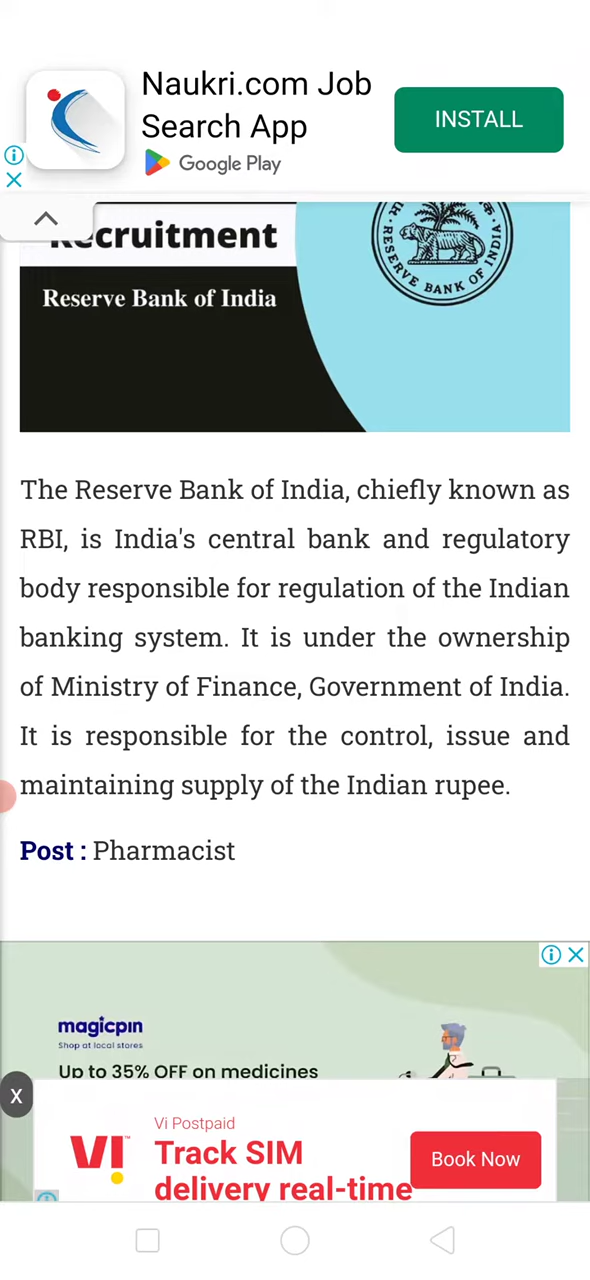 Naukri.com Job
Search App
INSTALL
Google Play
Recruitment
RESERVE BANK OF INDIA
Reserve Bank of India
The Reserve Bank of India, chiefly known as
RBI, is India's central bank and regulatory
body responsible for regulation of the Indian
banking system. It is under the ownership
of Ministry of Finance, Government of India.
It is responsible for the control, issue and
maintaining supply of the Indian rupee.
Post : Pharmacist
magicpin
Shop at local stores
Up to 35% OFF on medicines
X
Vi Postpaid
VI™
Track SIM
delivery real-time
Book Now